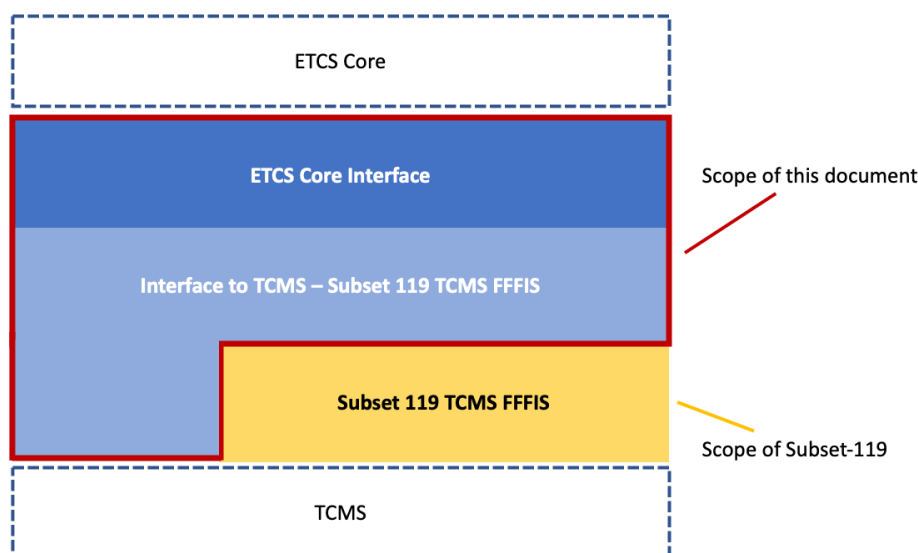 ETCS Core
ETCS Core Interface
Scope of this document
Interface to TCMS – Subset 119 TCMS FFFIS
Subset 119 TCMS FFFIS
Scope of Subset-119
TCMS